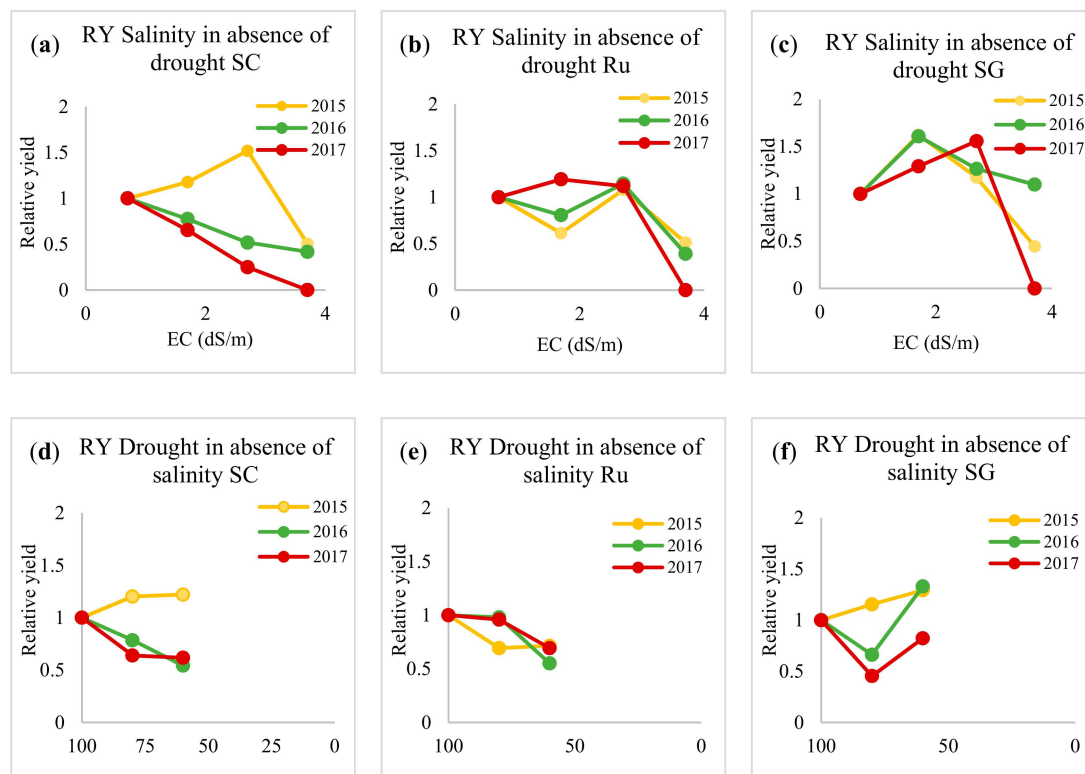 (a) RY Salinity in absence of
drought SC
2015
2016
2017
2
1.5
1
0.5
0
Relative yield
0 2 4
EC (dS/m)
(b) RY Salinity in absence of
drought Ru
2015
2016
2017
2
1.5
1
0.5
0
Relative yield
0 2 4
EC (dS/m)
(c) RY Salinity in absence of
drought SG
2015
2016
2017
2
1.5
1
0.5
0
Relative yield
0 2 4
EC (dS/m)
(d) RY Drought in absence of
salinity SC
2015
2016
2017
2
1.5
1
0.5
0
Relative yield
100 75 50 25 0
(e) RY Drought in absence of
salinity Ru
2015
2016
2017
2
1.5
1
0.5
0
Relative yield
100 50 0
(f) RY Drought in absence of
salinity SG
2015
2016
2017
2
1.5
1
0.5
0
Relative yield
100 50 0